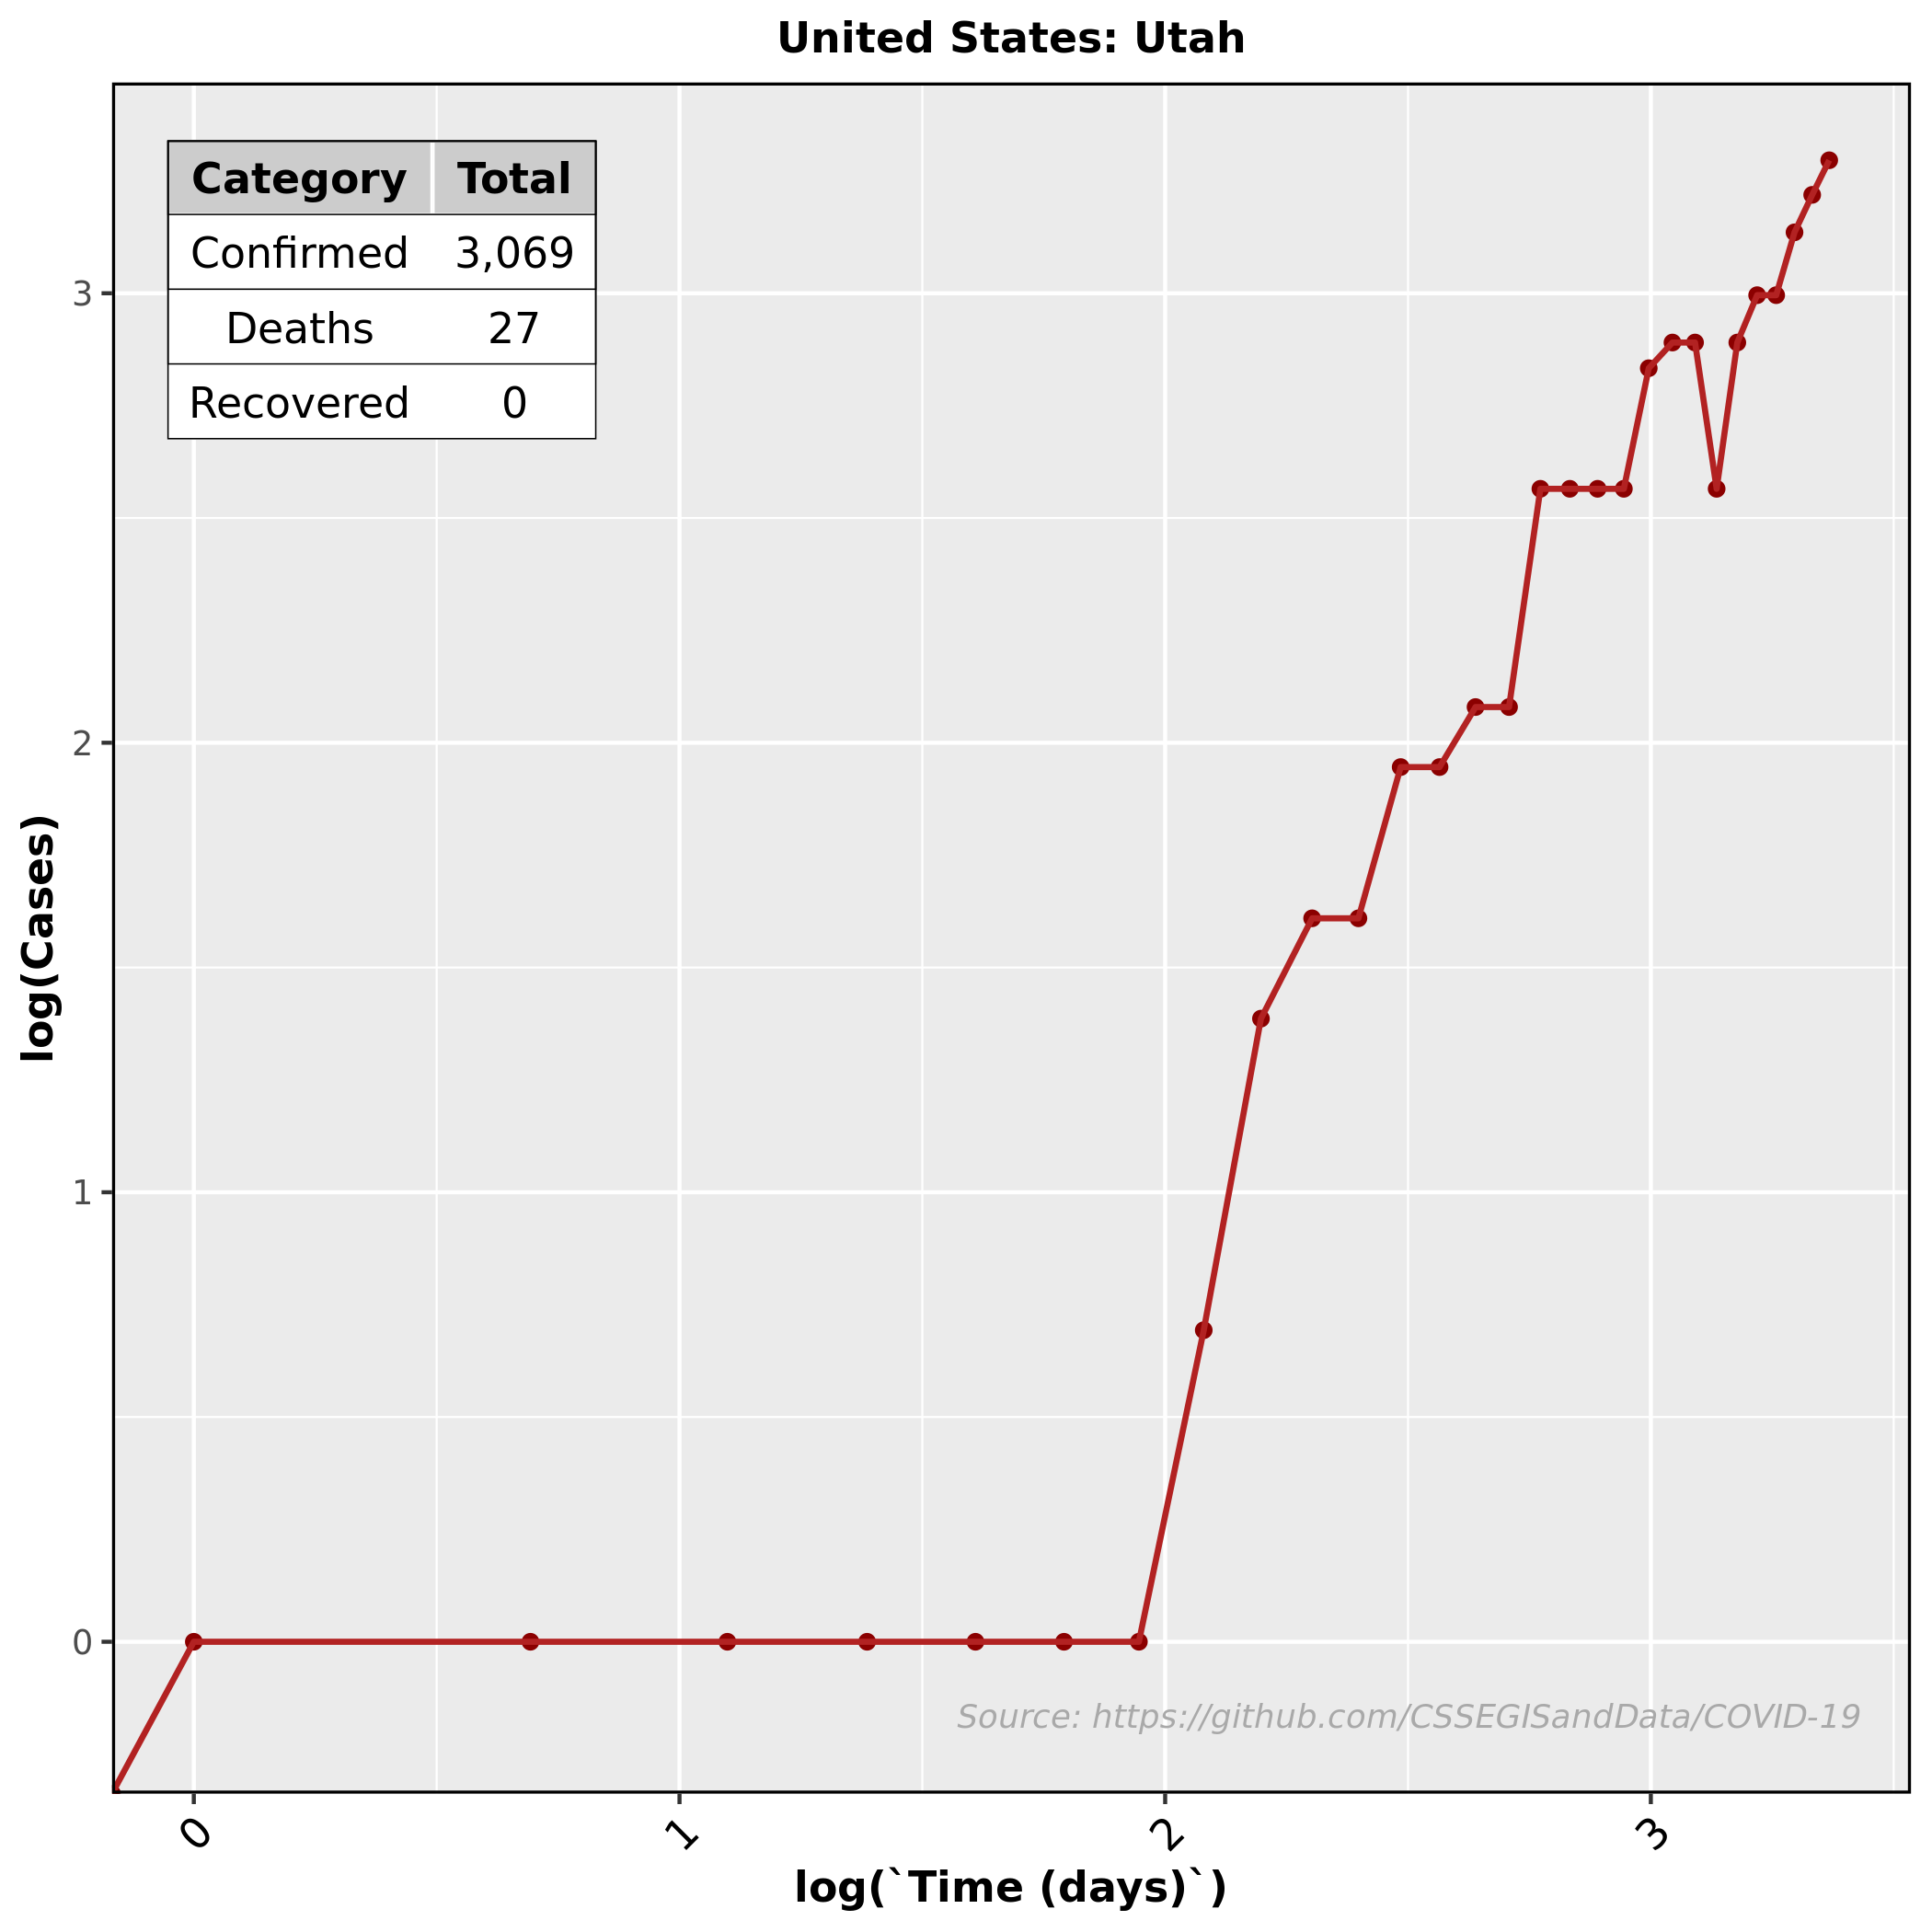 United States: Utah
Category Total
Confirmed 3,069
Deaths 27
Recovered 0
3
2
1
0
log(Cases)
Source: https://github.com/CSSEGISandData/COVID-19
0 1 2 3
log(`Time (days)`)